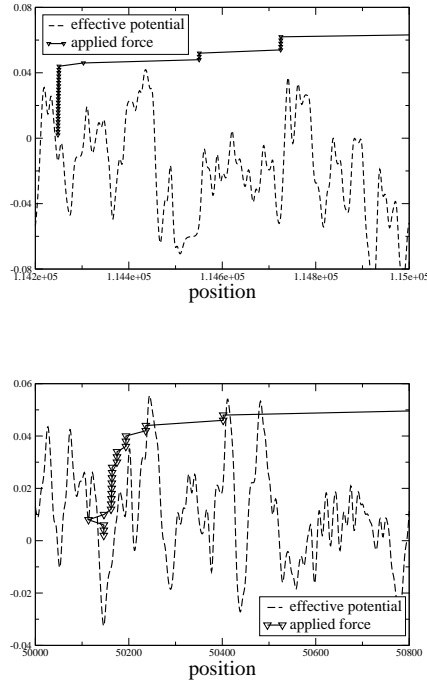 effective potential
applied force
0.08
0.04
0
-0.04
-0.08
1.142e+05 1.144e+05 1.146e+05 1.148e+05 1.15e+05
position
0.06
0.04
0.02
0
-0.02
-0.04
effective potential
applied force
50000 50200 50400 50600 50800
position